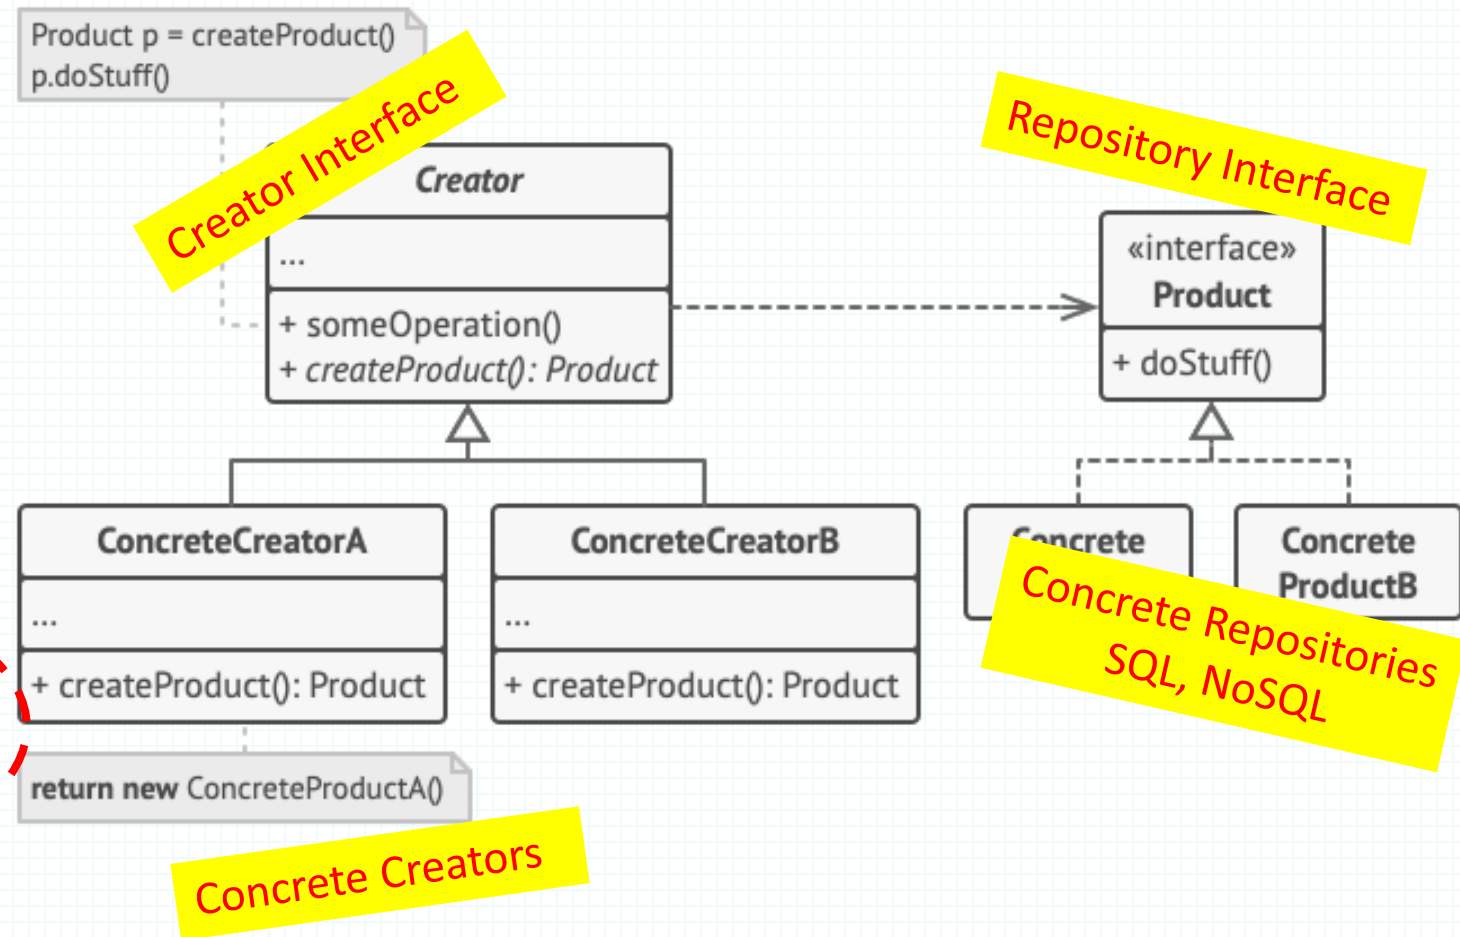 Product p = createProduct()
p.doStuff()
Creator Interface
Creator
...
+ someOperation()
+ createProduct(): Product
Repository Interface
«interface»
Product
+ doStuff()
ConcreteCreatorA
...
+ createProduct(): Product
return new ConcreteProductA()
Concrete Creators
ConcreteCreatorB
...
+ createProduct(): Product
Concrete
Concrete
ProductB
Concrete Repositories
SQL, NoSQL